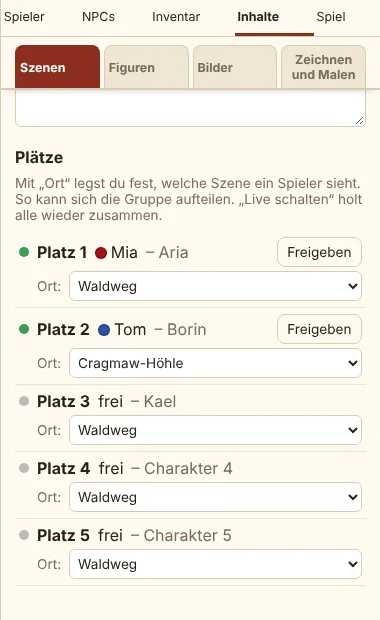 Spieler NPCs Inventar Inhalte Spiel
Szenen Figuren Bilder Zeichnen und Malen
Plätze
Mit „Ort“ legst du fest, welche Szene ein Spieler sieht.
So kann sich die Gruppe aufteilen. „Live schalten“ holt
alle wieder zusammen.
Platz 1 Mia – Aria Freigeben
Ort: Waldweg
Platz 2 Tom – Borin Freigeben
Ort: Cragmaw-Höhle
Platz 3 frei – Kael
Ort: Waldweg
Platz 4 frei – Charakter 4
Ort: Waldweg
Platz 5 frei – Charakter 5
Ort: Waldweg